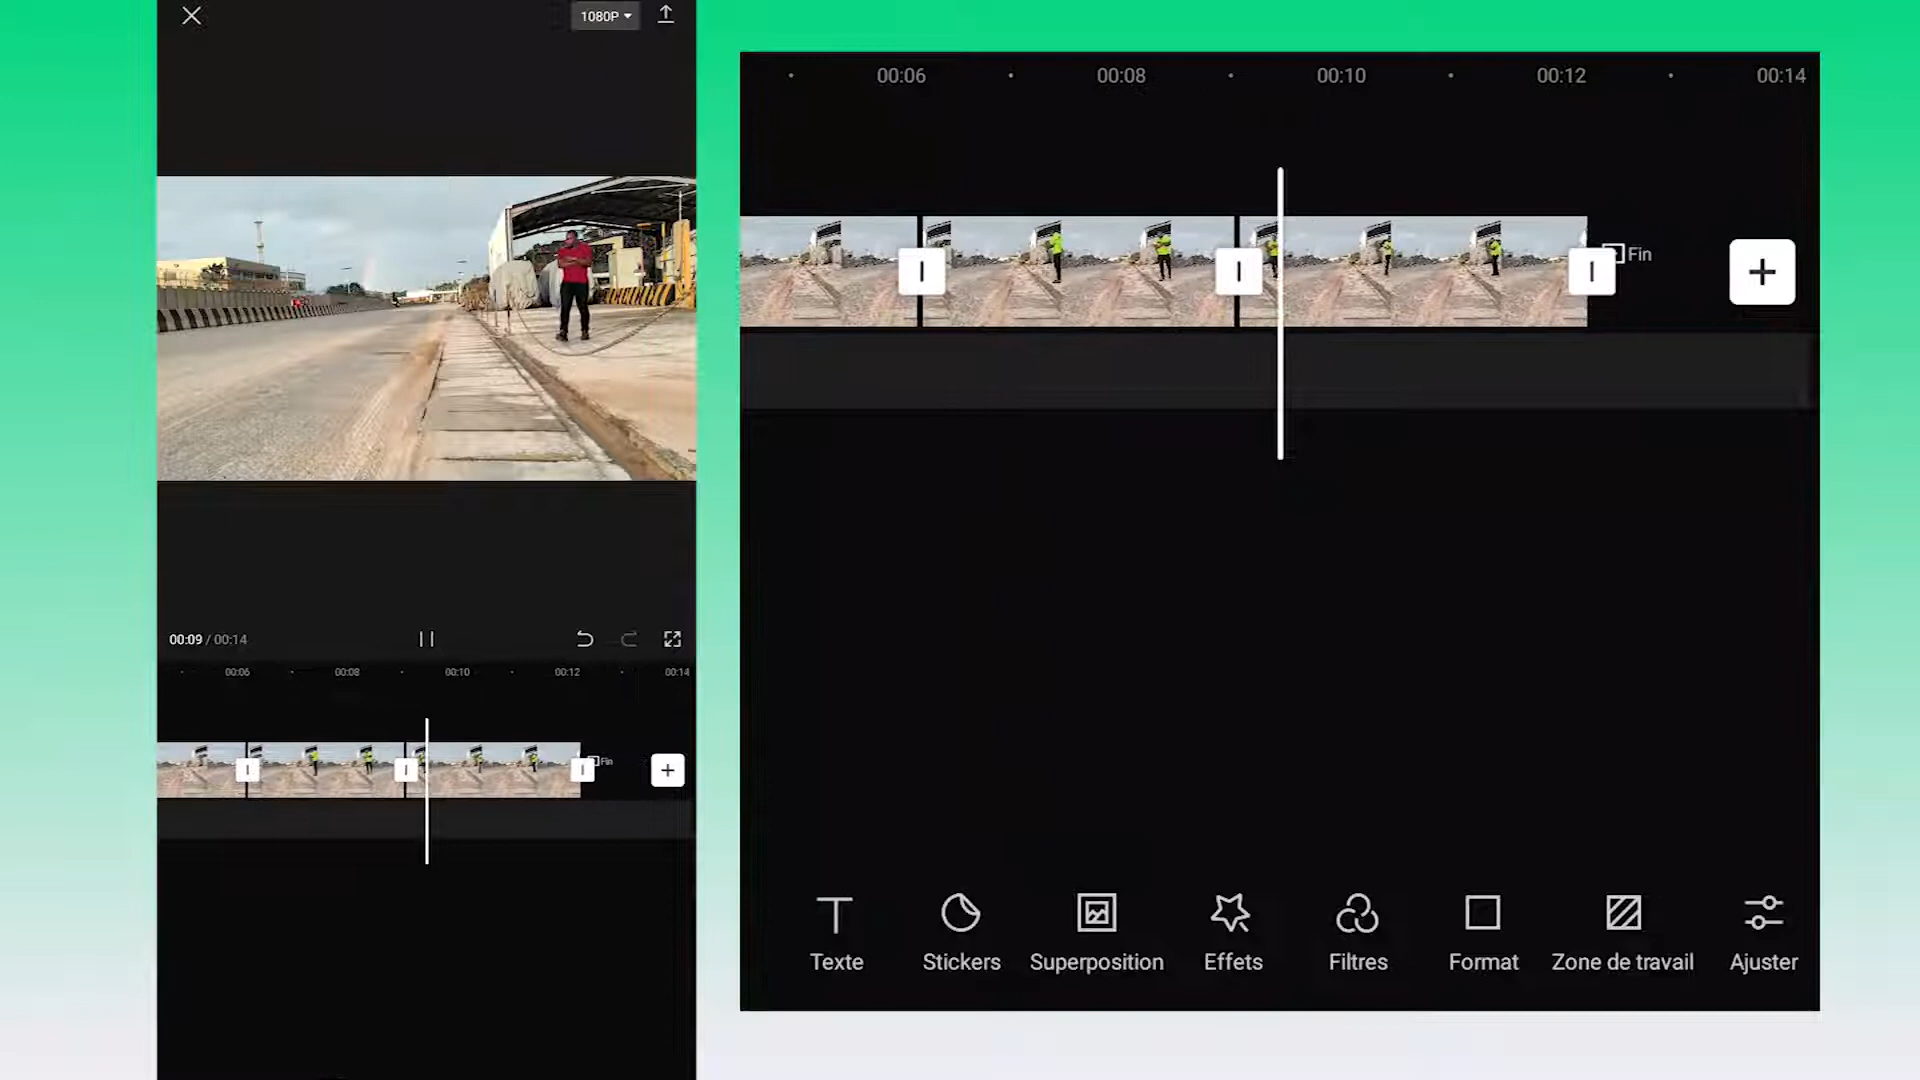 1080P
00:09 / 00:14
00:06 00:08 00:10 00:12 00:14
Fin
00:06 00:08 00:10 00:12 00:14
Fin
Texte Stickers Superposition Effets Filtres Format Zone de travail Ajuster